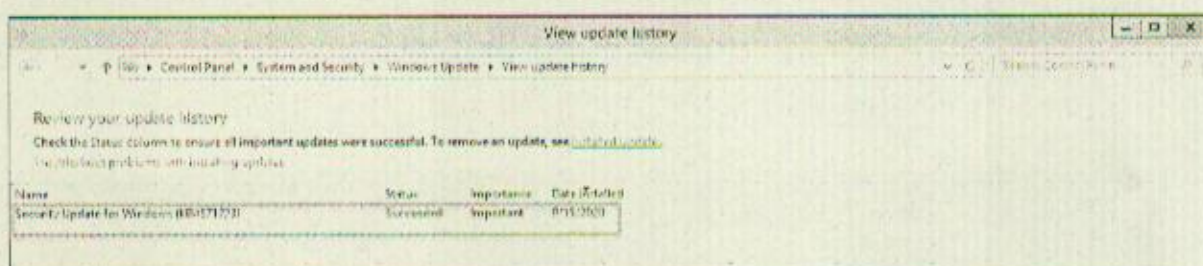 View update history
Control Panel ▸ System and Security ▸ Windows Update ▸ View update history
Review your update history
Check the Status column to ensure all important updates were successful. To remove an update, see
Name Status Importance Date Installed
Security Update for Windows Succeeded Important